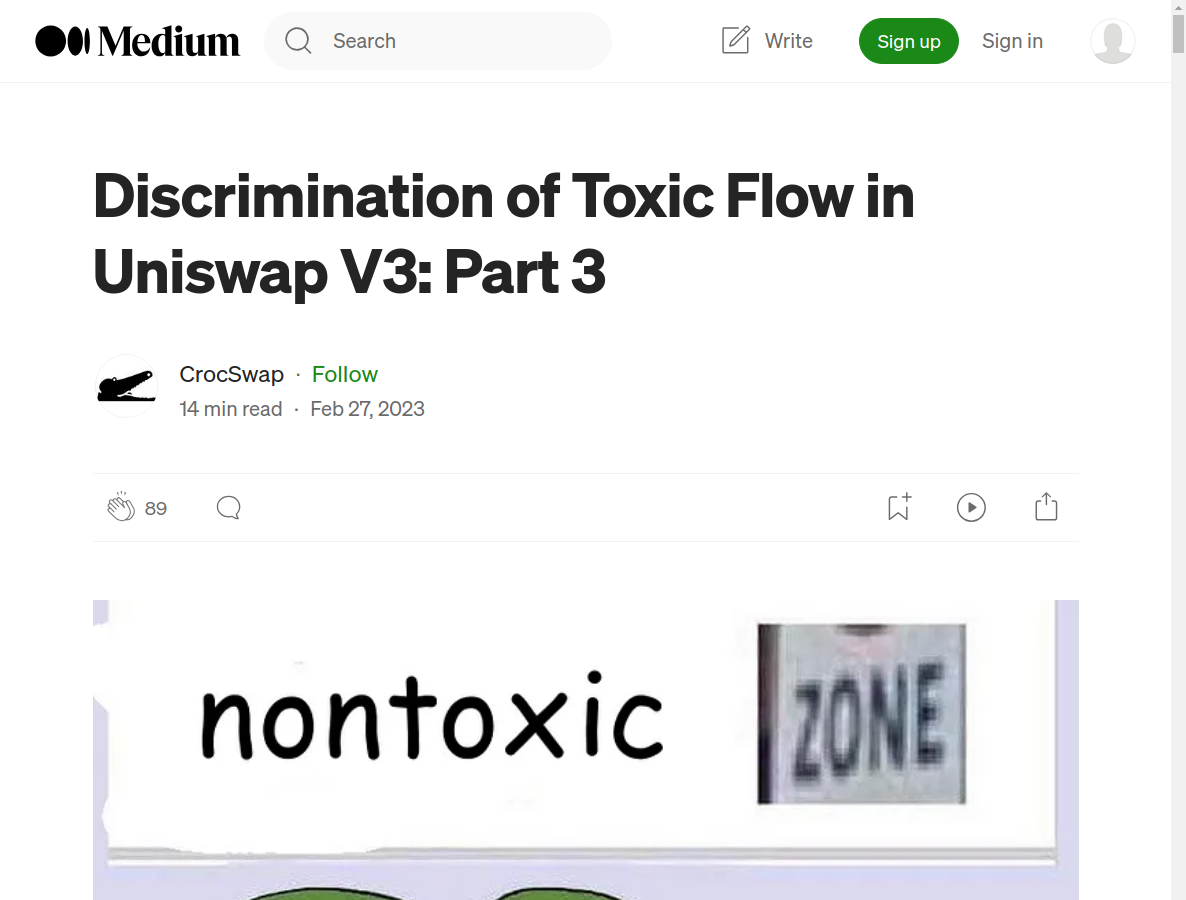 Medium
Search
Write
Sign up
Sign in
Discrimination of Toxic Flow in
Uniswap V3: Part 3
CrocSwap · Follow
14 min read · Feb 27, 2023
89
nontoxic
ZONE